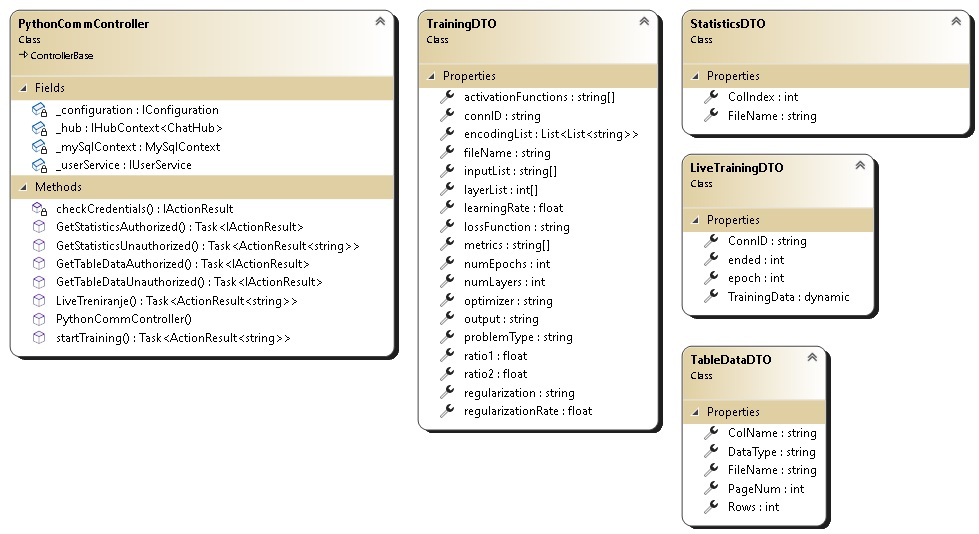 PythonCommController
Class
ControllerBase
Fields
_configuration : IConfiguration
_hub : IHubContext<ChatHub>
_mySqlContext : MySqlContext
_userService : IUserService
Methods
checkCredentials() : IActionResult
GetStatisticsAuthorized() : Task<IActionResult>
GetStatisticsUnauthorized() : Task<ActionResult<string>>
GetTableDataAuthorized() : Task<IActionResult>
GetTableDataUnauthorized() : Task<IActionResult>
LiveTreniranje() : Task<ActionResult<string>>
PythonCommController()
startTraining() : Task<ActionResult<string>>
TrainingDTO
Class
Properties
activationFunctions : string[]
connID : string
encodingList : List<List<string>>
fileName : string
inputList : string[]
layerList : int[]
learningRate : float
lossFunction : string
metrics : string[]
numEpochs : int
numLayers : int
optimizer : string
output : string
problemType : string
ratio1 : float
ratio2 : float
regularization : string
regularizationRate : float
StatisticsDTO
Class
Properties
ColIndex : int
FileName : string
LiveTrainingDTO
Class
Properties
ConnID : string
ended : int
epoch : int
TrainingData : dynamic
TableDataDTO
Class
Properties
ColName : string
DataType : string
FileName : string
PageNum : int
Rows : int